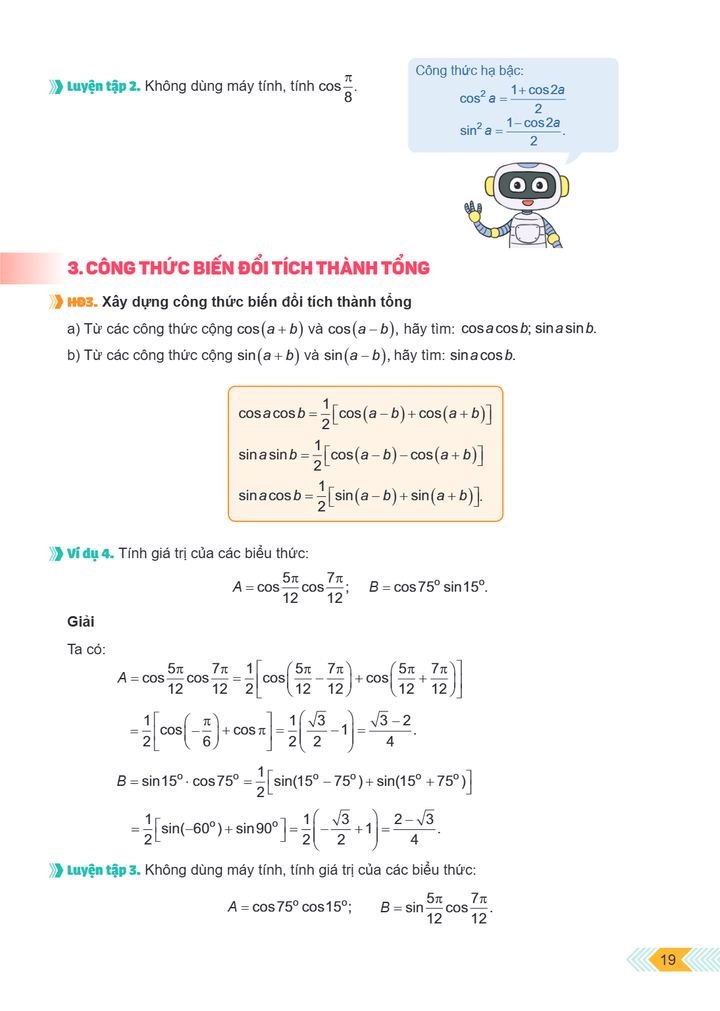 Luyện tập 2. Không dùng máy tính, tính cos π/8.
Công thức hạ bậc:
cos² a = (1 + cos2a)/2
sin² a = (1 − cos2a)/2.
3. CÔNG THỨC BIẾN ĐỔI TÍCH THÀNH TỔNG
HĐ3. Xây dựng công thức biến đổi tích thành tổng
a) Từ các công thức cộng cos(a + b) và cos(a − b), hãy tìm: cos a cos b; sin a sin b.
b) Từ các công thức cộng sin(a + b) và sin(a − b), hãy tìm: sin a cos b.
cos a cos b = 1/2 [cos(a − b) + cos(a + b)]
sin a sin b = 1/2 [cos(a − b) − cos(a + b)]
sin a cos b = 1/2 [sin(a − b) + sin(a + b)].
Ví dụ 4. Tính giá trị của các biểu thức:
A = cos 5π/12 cos 7π/12; B = cos75° sin15°.
Giải
Ta có:
A = cos 5π/12 cos 7π/12 = 1/2 [cos(5π/12 − 7π/12) + cos(5π/12 + 7π/12)]
= 1/2 [cos(−π/6) + cos π] = 1/2 (√3/2 − 1) = (√3 − 2)/4.
B = sin15° · cos75° = 1/2 [sin(15° − 75°) + sin(15° + 75°)]
= 1/2 [sin(−60°) + sin90°] = 1/2 (−√3/2 + 1) = (2 − √3)/4.
Luyện tập 3. Không dùng máy tính, tính giá trị của các biểu thức:
A = cos75° cos15°; B = sin 5π/12 cos 7π/12.
19